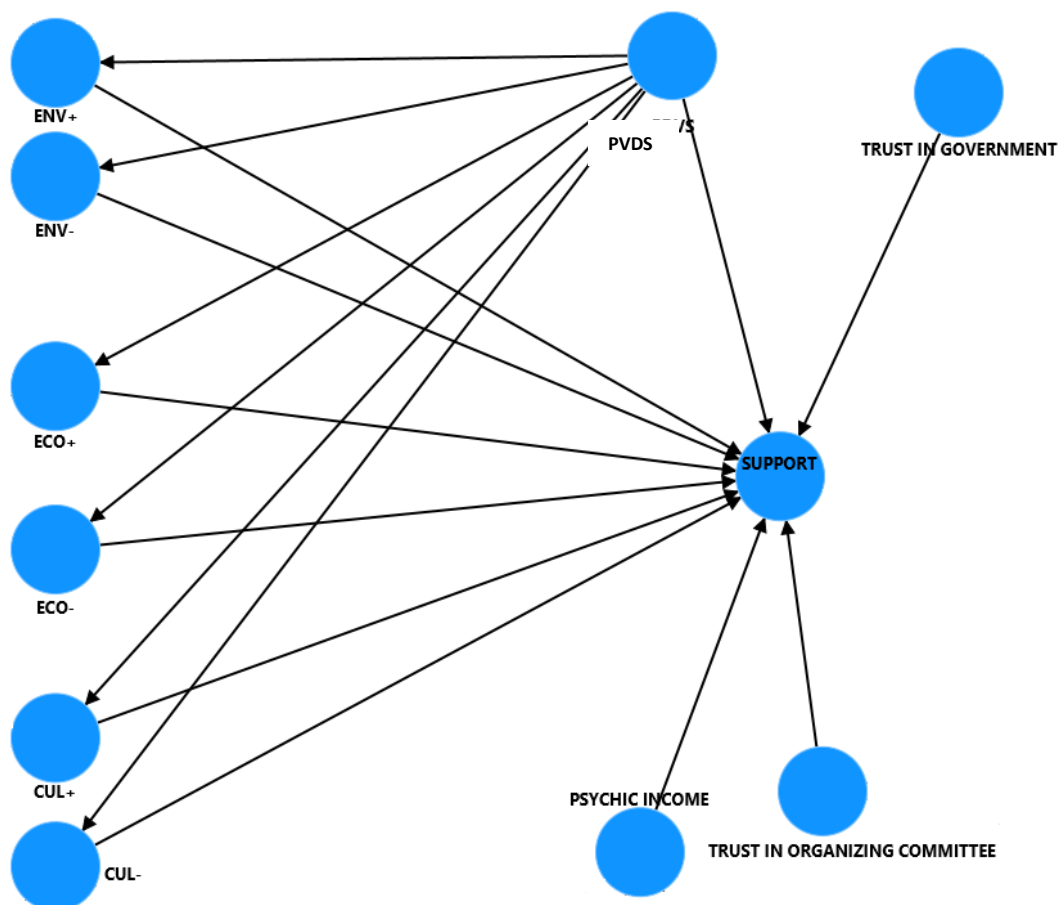 ENV+
PVDS
TRUST IN GOVERNMENT
ENV-
ECO+
SUPPORT
ECO-
CUL+
PSYCHIC INCOME
TRUST IN ORGANIZING COMMITTEE
CUL-